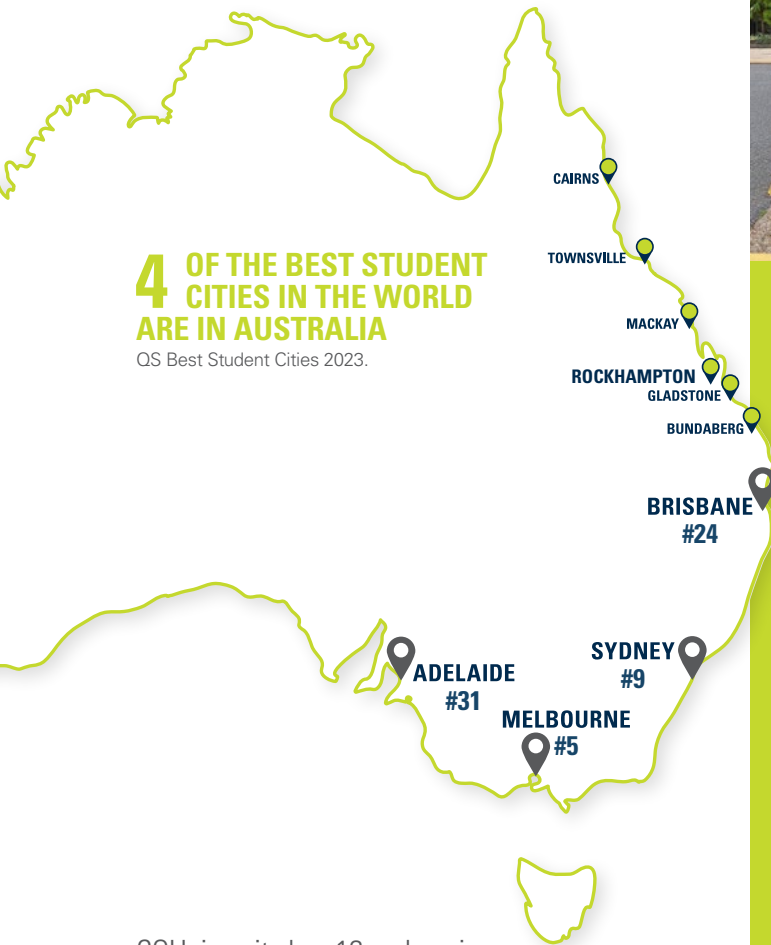 CAIRNS
4 OF THE BEST STUDENT
CITIES IN THE WORLD
ARE IN AUSTRALIA
QS Best Student Cities 2023.
TOWNSVILLE
MACKAY
ROCKHAMPTON
GLADSTONE
BUNDABERG
BRISBANE
#24
SYDNEY
#9
ADELAIDE
#31
MELBOURNE
#5